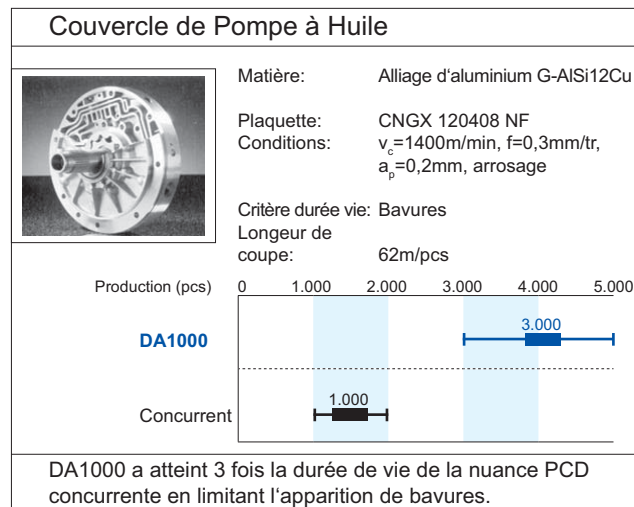 Couvercle de Pompe à Huile
Matière: Alliage d'aluminium G-AlSi12Cu
Plaquette: CNGX 120408 NF
Conditions: vc=1400m/min, f=0,3mm/tr,
ap=0,2mm, arrosage
Critère durée vie: Bavures
Longeur de
coupe: 62m/pcs
Production (pcs) 0 1.000 2.000 3.000 4.000 5.000
3.000
DA1000
1.000
Concurrent
DA1000 a atteint 3 fois la durée de vie de la nuance PCD
concurrente en limitant l'apparition de bavures.